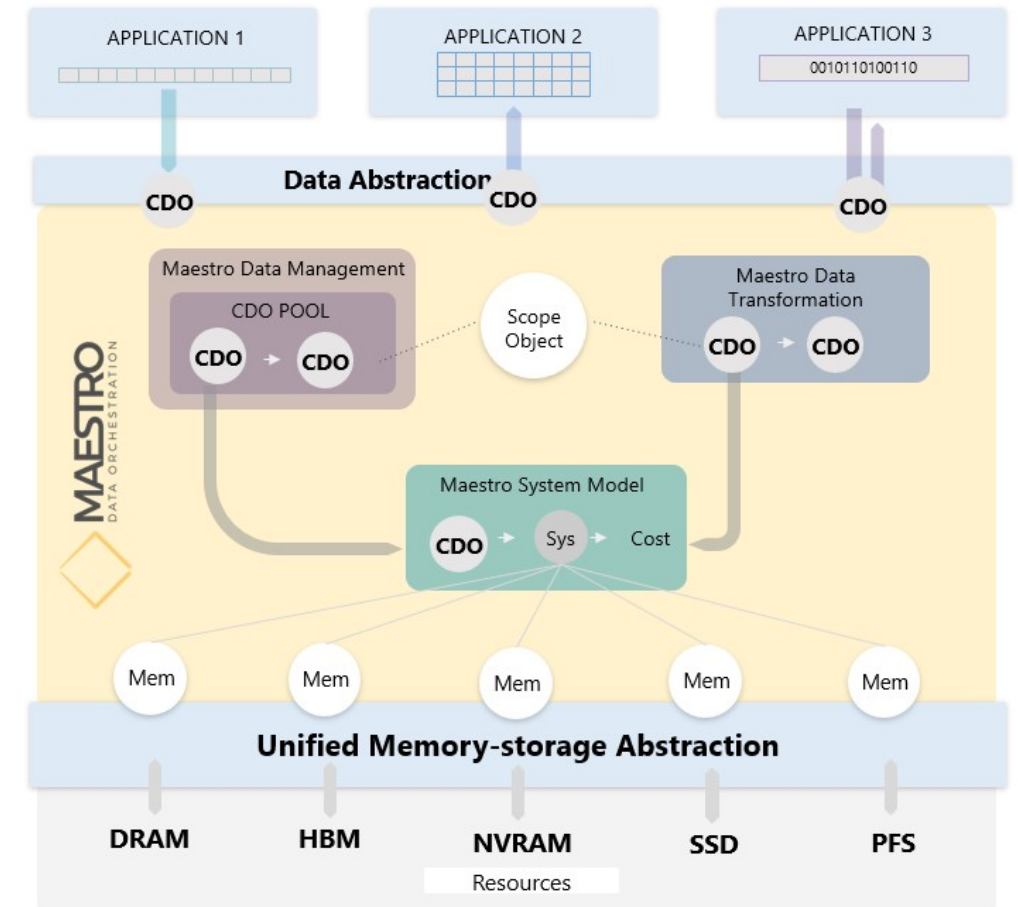 APPLICATION 1
APPLICATION 2
APPLICATION 3
0010110100110
Data Abstraction
CDO
CDO
CDO
Maestro Data Management
CDO POOL
CDO
CDO
Scope
Object
Maestro Data
Transformation
CDO
CDO
MAESTRO
DATA ORCHESTRATION
Maestro System Model
CDO
Sys
Cost
Mem
Mem
Mem
Mem
Mem
Unified Memory-storage Abstraction
DRAM
HBM
NVRAM
SSD
PFS
Resources